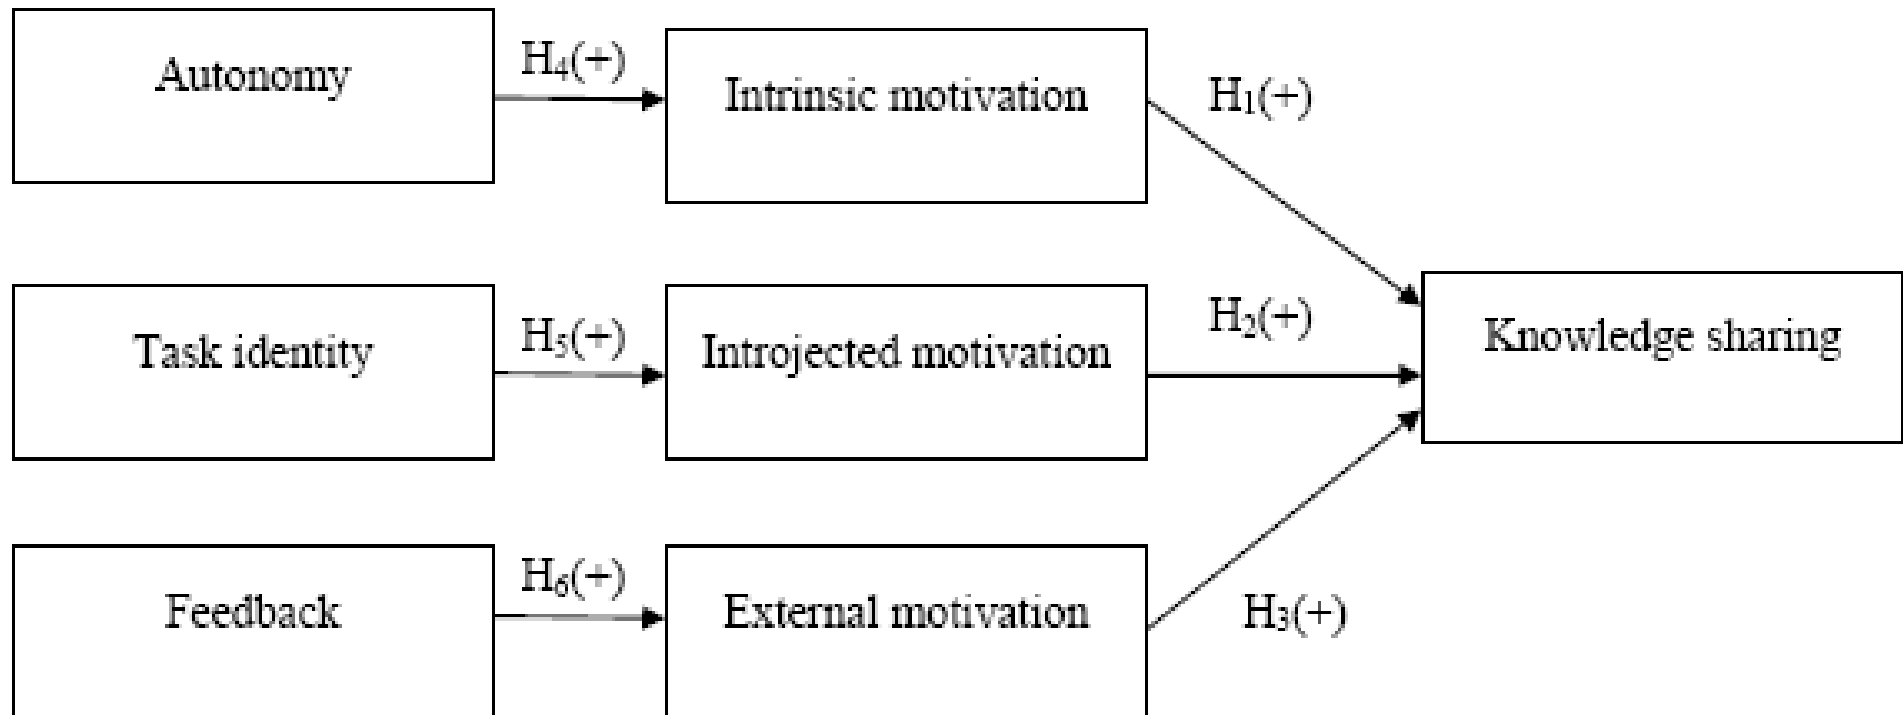 Autonomy
H₄(+)
Intrinsic motivation
H₁(+)
Task identity
H₅(+)
Introjected motivation
H₂(+)
Knowledge sharing
Feedback
H₆(+)
External motivation
H₃(+)